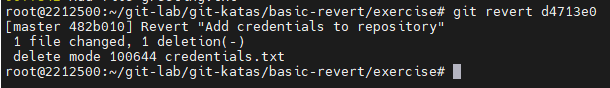 root@2212500:~/git-lab/git-katas/basic-revert/exercise# git revert d4713e0
[master 482b010] Revert "Add credentials to repository"
 1 file changed, 1 deletion(-)
 delete mode 100644 credentials.txt
root@2212500:~/git-lab/git-katas/basic-revert/exercise#